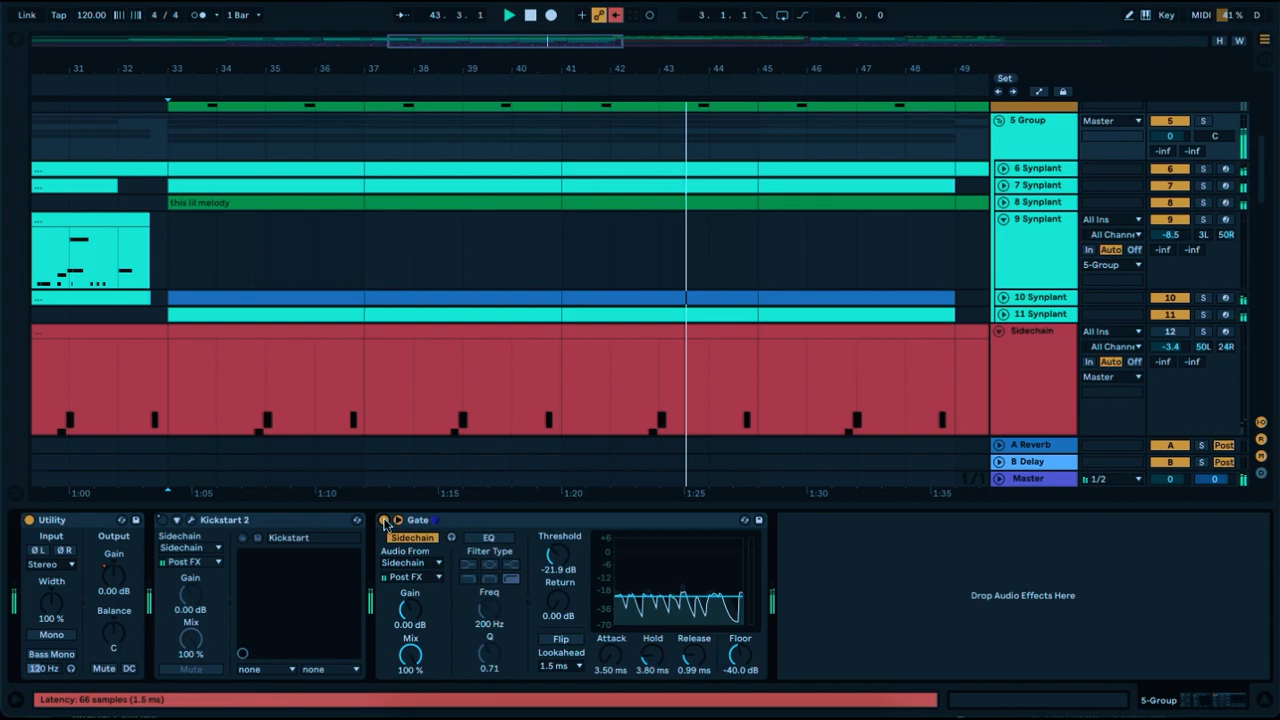 Link Tap 120.00 4 / 4 1 Bar 43. 3. 1 3. 1. 1 4. 0. 0 Key MIDI 41 % D
H W
31 32 33 34 35 36 37 38 39 40 41 42 43 44 45 46 47 48 49
Set
5 Group Master 5 S
0 C
-inf -inf
... 6 Synplant 6 S
... 7 Synplant 7 S
this lil melody 8 Synplant 8 S
... 9 Synplant All Ins 9 S
All Channe -8.5 3L 50R
In Auto Off -inf -inf
5-Group
... 10 Synplant 10 S
11 Synplant 11 S
... Sidechain All Ins 12 S
All Channe -3.4 50L 24R
In Auto Off -inf -inf
Master
A Reverb A S Post
B Delay B S Post
1/1 Master 1/2 0 0
1:00 1:05 1:10 1:15 1:20 1:25 1:30 1:35
Utility
Input Output
Ø L Ø R Gain
Stereo
Width 0.00 dB
Balance
100 %
Mono
Bass Mono C
120 Hz Mute DC
Kickstart 2
Sidechain Kickstart
Sidechain
Post FX
Gain
0.00 dB
Mix
100 %
Mute none none
Gate
Sidechain EQ Threshold
Audio From Filter Type
Sidechain -21.9 dB
Post FX Return
Gain Freq
0.00 dB 200 Hz 0.00 dB
Mix Q Flip
Lookahead
100 % 0.71 1.5 ms
+6
0
-6
-12
-18
-36
-70
Attack Hold Release Floor
3.50 ms 3.80 ms 0.99 ms -40.0 dB
Drop Audio Effects Here
Latency: 66 samples (1.5 ms) 5-Group